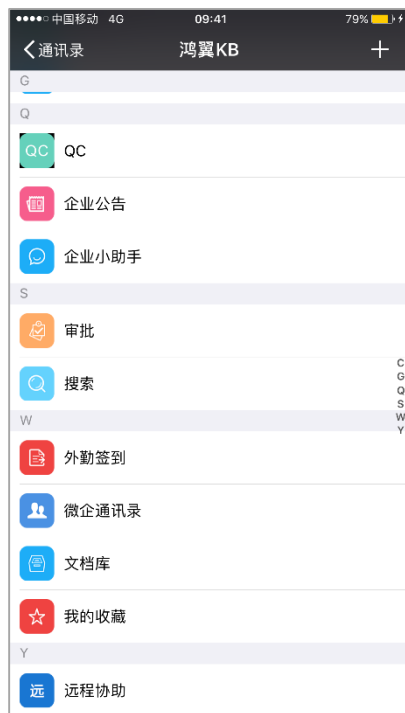 中国移动 4G 09:41 79%
通讯录 鸿翼KB
G
Q
QC QC
企业公告
企业小助手
S
审批
搜索
C
G
Q
S
W
Y
W
外勤签到
微企通讯录
文档库
我的收藏
Y
远 远程协助